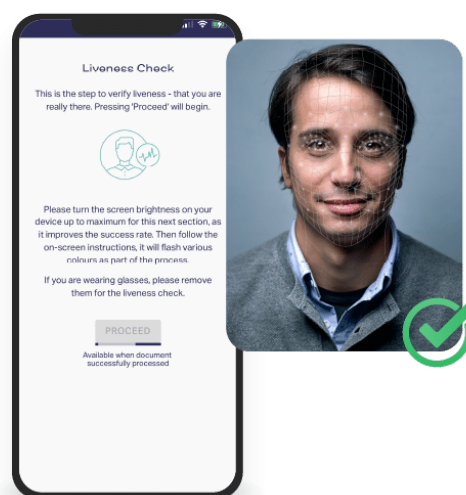 Liveness Check
This is the step to verify liveness - that you are
really there. Pressing 'Proceed' will begin.
Please turn the screen brightness on your
device up to maximum for this next section, as
it improves the success rate. Then follow the
on-screen instructions, it will flash various
colours as part of the process.
If you are wearing glasses, please remove
them for the liveness check.
PROCEED
Available when document
successfully processed